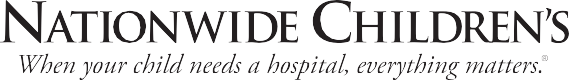 NATIONWIDE CHILDREN'S
When your child needs a hospital, everything matters.®